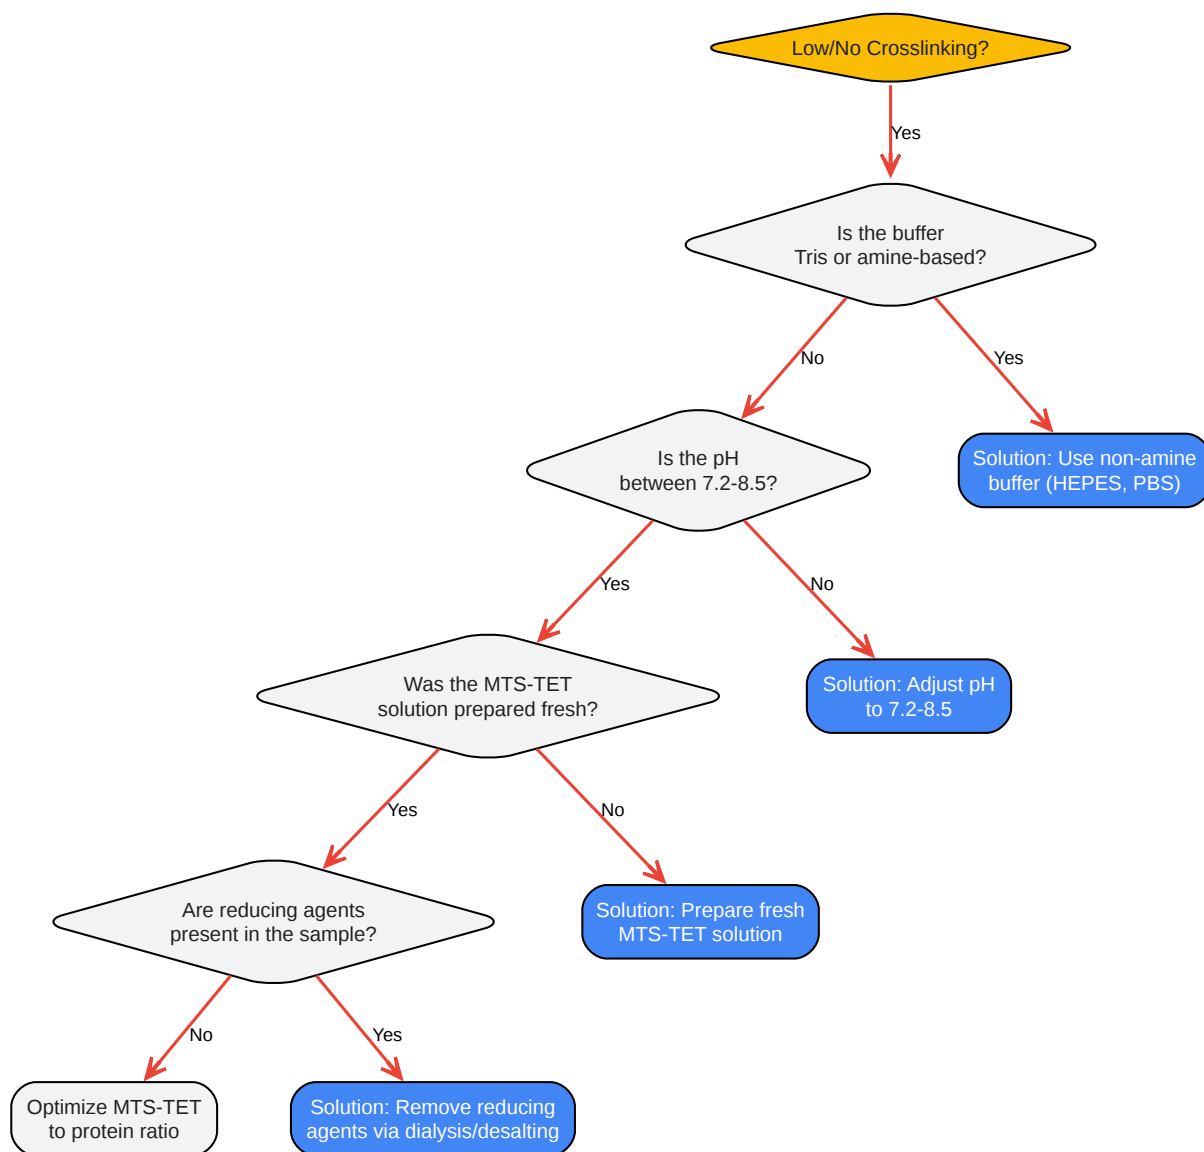 Low/No Crosslinking?
Yes
Is the buffer
Tris or amine-based?
No
Yes
Is the pH
between 7.2-8.5?
Solution: Use non-amine
buffer (HEPES, PBS)
Yes
No
Was the MTS-TET
solution prepared fresh?
Solution: Adjust pH
to 7.2-8.5
Yes
No
Are reducing agents
present in the sample?
Solution: Prepare fresh
MTS-TET solution
No
Yes
Optimize MTS-TET
to protein ratio
Solution: Remove reducing
agents via dialysis/desalting